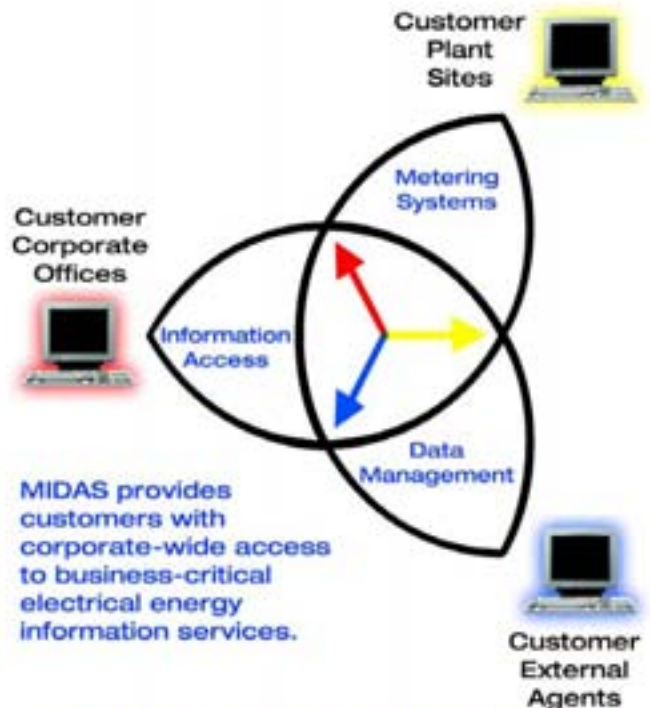 Customer
Plant
Sites
Metering
Systems
Customer
Corporate
Offices
Information
Access
Data
Management
MIDAS provides
customers with
corporate-wide access
to business-critical
electrical energy
information services.
Customer
External
Agents